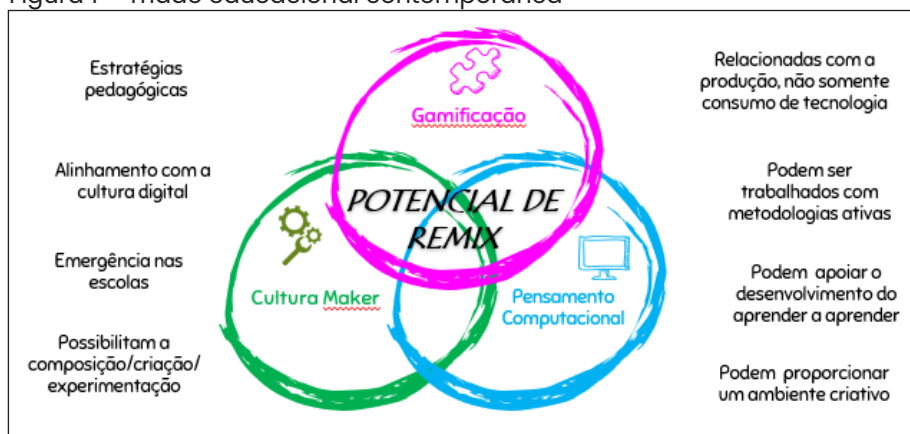 Estratégias
pedagógicas
Alinhamento com a
cultura digital
Emergência nas
escolas
Possibilitam a
composição/criação/
experimentação
Gamificação
POTENCIAL DE
REMIX
Cultura Maker
Pensamento
Computacional
Relacionadas com a
produção, não somente
consumo de tecnologia
Podem ser
trabalhados com
metodologias ativas
Podem apoiar o
desenvolvimento do
aprender a aprender
Podem proporcionar
um ambiente criativo